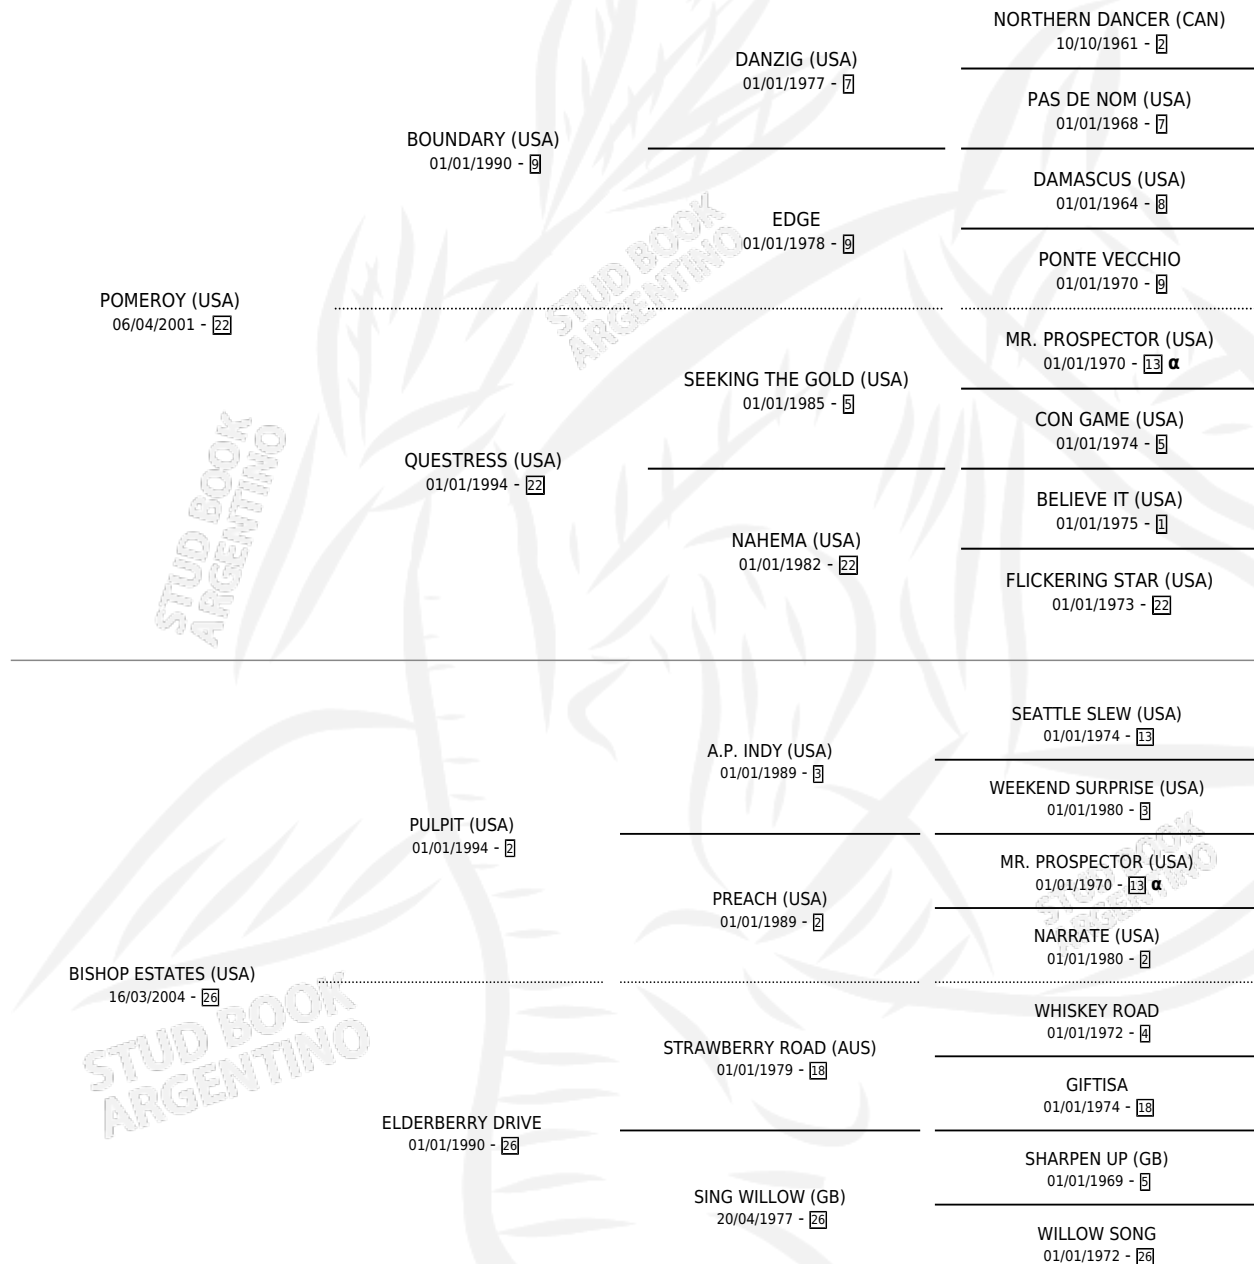 NORTHERN DANCER (CAN)
10/10/1961 - 2
DANZIG (USA)
01/01/1977 - 7
PAS DE NOM (USA)
01/01/1968 - 7
BOUNDARY (USA)
01/01/1990 - 9
DAMASCUS (USA)
01/01/1964 - 8
EDGE
01/01/1978 - 9
PONTE VECCHIO
01/01/1970 - 9
POMEROY (USA)
06/04/2001 - 22
MR. PROSPECTOR (USA)
01/01/1970 - 13 α
SEEKING THE GOLD (USA)
01/01/1985 - 5
CON GAME (USA)
01/01/1974 - 5
QUESTRESS (USA)
01/01/1994 - 22
BELIEVE IT (USA)
01/01/1975 - 1
NAHEMA (USA)
01/01/1982 - 22
FLICKERING STAR (USA)
01/01/1973 - 22
SEATTLE SLEW (USA)
01/01/1974 - 13
A.P. INDY (USA)
01/01/1989 - 3
WEEKEND SURPRISE (USA)
01/01/1980 - 3
PULPIT (USA)
01/01/1994 - 2
MR. PROSPECTOR (USA)
01/01/1970 - 13 α
PREACH (USA)
01/01/1989 - 2
NARRATE (USA)
01/01/1980 - 2
BISHOP ESTATES (USA)
16/03/2004 - 26
WHISKEY ROAD
01/01/1972 - 4
STRAWBERRY ROAD (AUS)
01/01/1979 - 18
GIFTISA
01/01/1974 - 18
ELDERBERRY DRIVE
01/01/1990 - 26
SHARPEN UP (GB)
01/01/1969 - 5
SING WILLOW (GB)
20/04/1977 - 26
WILLOW SONG
01/01/1972 - 26
STUD BOOK
ARGENTINO
STUD BOOK
ARGENTINO
STUD BOOK
ARGENTINO
STUD BOOK
ARGENTINO